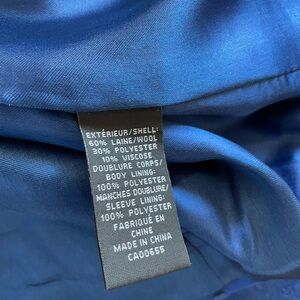 EXTÉRIEUR/SHELL:
60% LAINE/WOOL
30% POLYESTER
10% VISCOSE
DOUBLURE CORPS/
BODY LINING:
100% POLYESTER
MANCHES DOUBLURE/
SLEEVE LINING:
100% POLYESTER
FABRIQUÉ EN
CHINE
MADE IN CHINA
CA00655